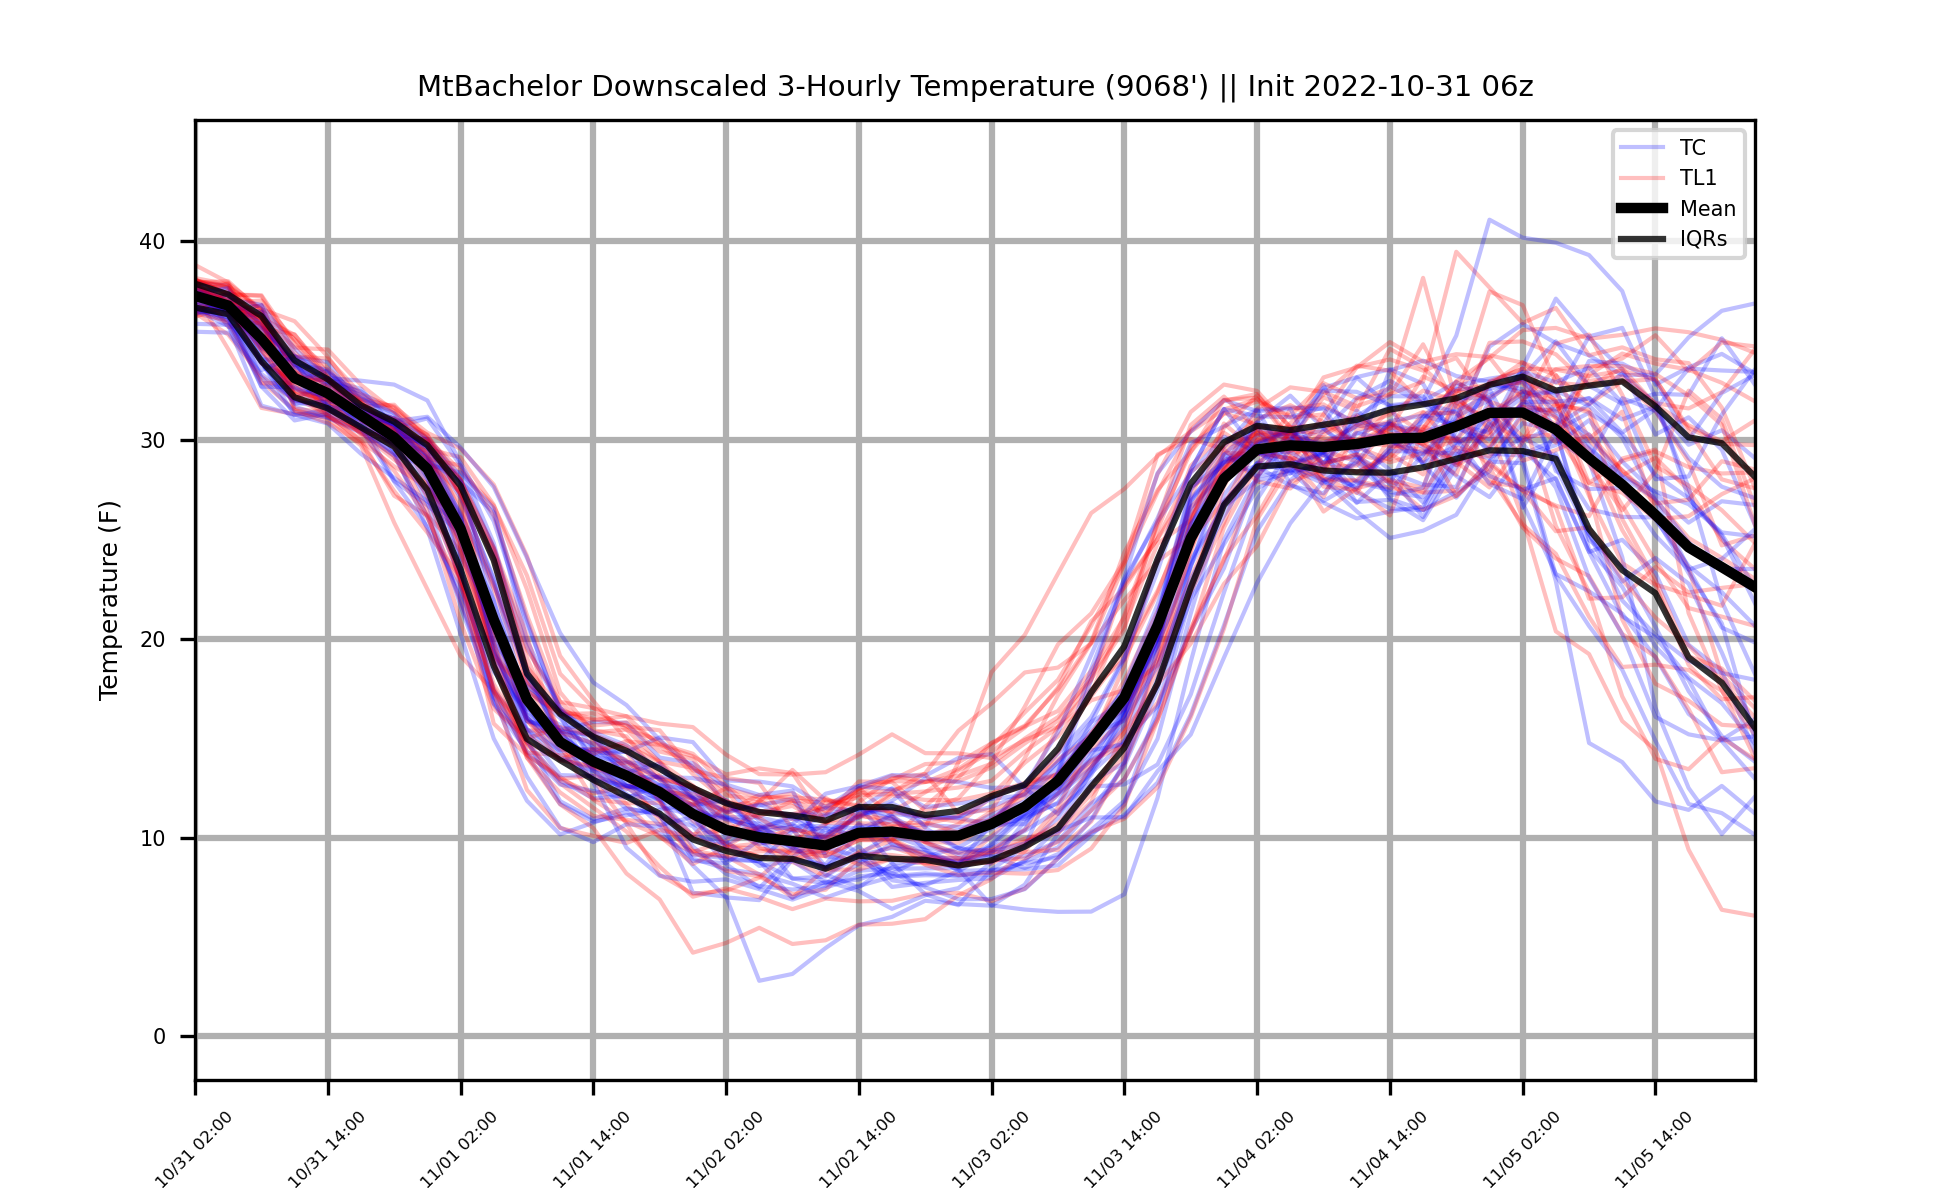 MtBachelor Downscaled 3-Hourly Temperature (9068') || Init 2022-10-31 06z
TC
TL1
Mean
IQRs
Temperature (F)
40
30
20
10
0
10/31 02:00
10/31 14:00
11/01 02:00
11/01 14:00
11/02 02:00
11/02 14:00
11/03 02:00
11/03 14:00
11/04 02:00
11/04 14:00
11/05 02:00
11/05 14:00